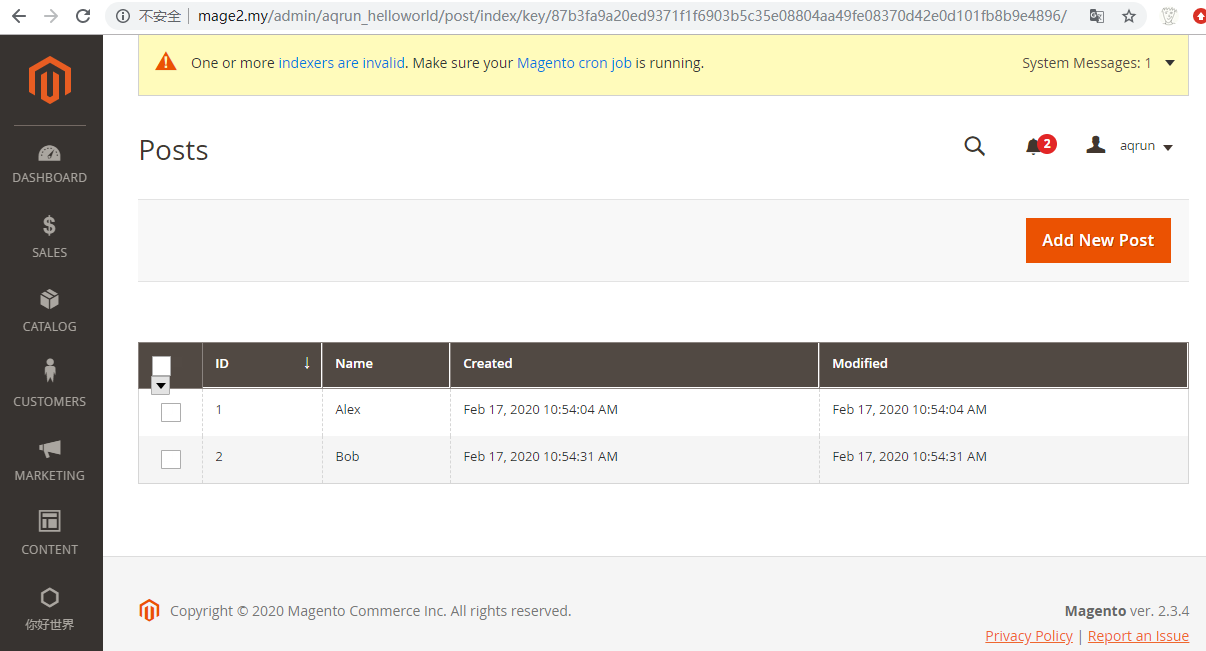 不安全 mage2.my/admin/aqrun_helloworld/post/index/key/87b3fa9a20ed9371f1f6903b5c35e08804aa49fe08370d42e0d101fb8b9e4896/
One or more indexers are invalid. Make sure your Magento cron job is running. System Messages: 1
Posts
2
aqrun
DASHBOARD
SALES
CATALOG
CUSTOMERS
MARKETING
CONTENT
你好世界
Add New Post
ID ↓ Name Created Modified
1 Alex Feb 17, 2020 10:54:04 AM Feb 17, 2020 10:54:04 AM
2 Bob Feb 17, 2020 10:54:31 AM Feb 17, 2020 10:54:31 AM
Copyright © 2020 Magento Commerce Inc. All rights reserved. Magento ver. 2.3.4
Privacy Policy | Report an Issue